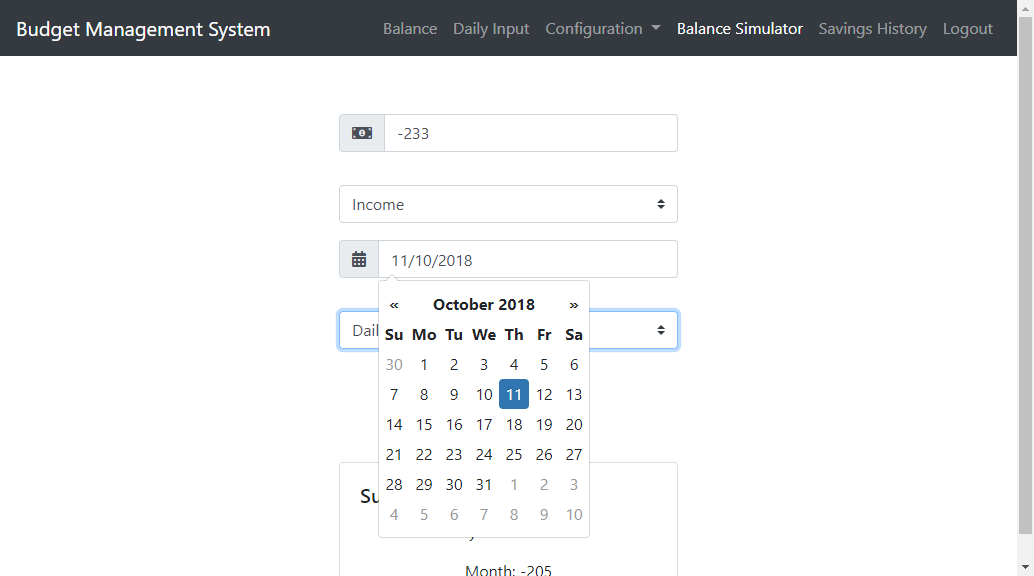 Budget Management System Balance Daily Input Configuration Balance Simulator Savings History Logout
-233
Income
11/10/2018
« October 2018 »
Su Mo Tu We Th Fr Sa
30 1 2 3 4 5 6
7 8 9 10 11 12 13
14 15 16 17 18 19 20
21 22 23 24 25 26 27
28 29 30 31 1 2 3
4 5 6 7 8 9 10
Month: -205